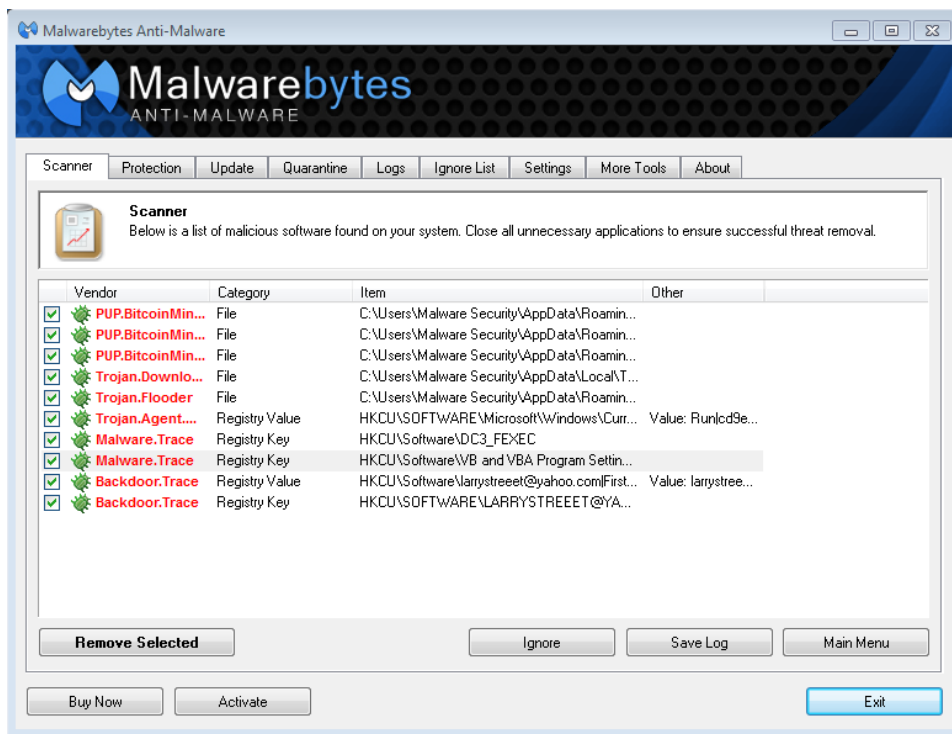 Malwarebytes Anti-Malware
Malwarebytes
ANTI-MALWARE
Scanner Protection Update Quarantine Logs Ignore List Settings More Tools About
Scanner
Below is a list of malicious software found on your system. Close all unnecessary applications to ensure successful threat removal.
Vendor Category Item Other
PUP.BitcoinMin... File C:\Users\Malware Security\AppData\Roamin...
PUP.BitcoinMin... File C:\Users\Malware Security\AppData\Roamin...
PUP.BitcoinMin... File C:\Users\Malware Security\AppData\Roamin...
Trojan.Downlo... File C:\Users\Malware Security\AppData\Local\T...
Trojan.Flooder File C:\Users\Malware Security\AppData\Roamin...
Trojan.Agent.... Registry Value HKCU\SOFTWARE\Microsoft\Windows\Curr... Value: Run|cd9e...
Malware.Trace Registry Key HKCU\Software\DC3_FEXEC
Malware.Trace Registry Key HKCU\Software\VB and VBA Program Settin...
Backdoor.Trace Registry Value HKCU\Software\larrystreeet@yahoo.com|First... Value: larrystree...
Backdoor.Trace Registry Key HKCU\SOFTWARE\LARRYSTREEET@YA...
Remove Selected Ignore Save Log Main Menu
Buy Now Activate Exit